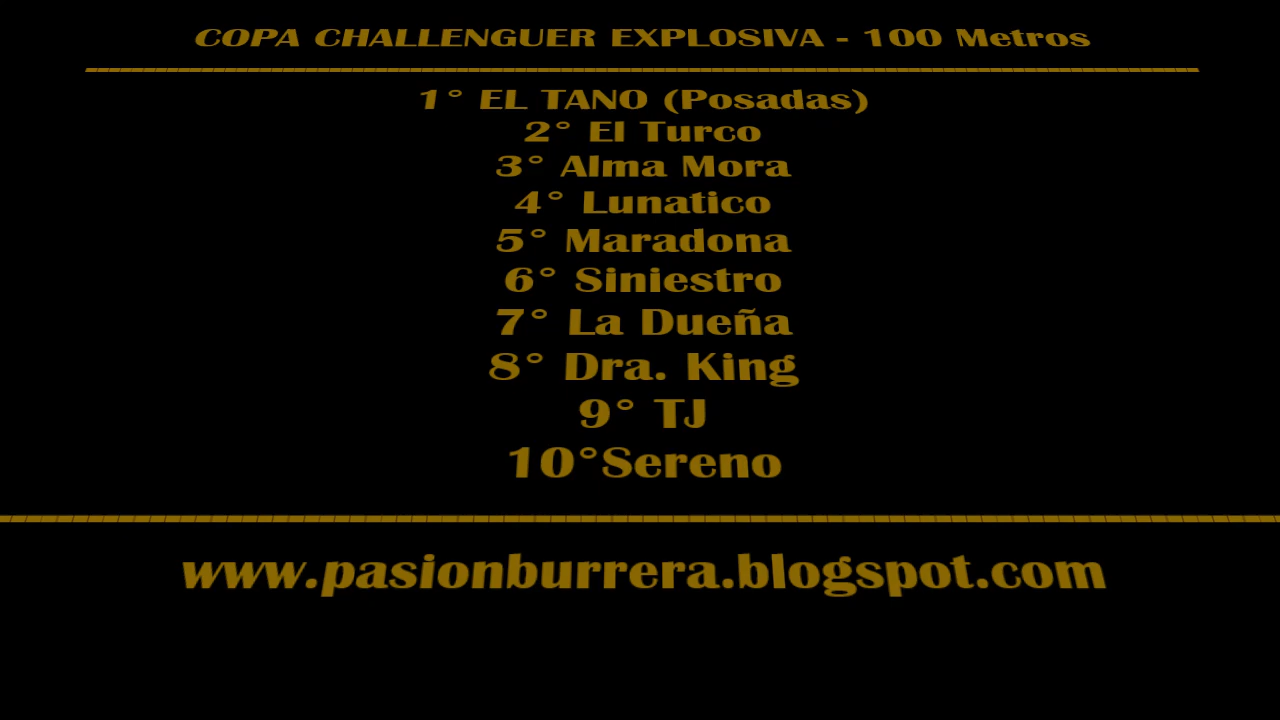 COPA CHALLENGUER EXPLOSIVA - 100 Metros
1° EL TANO (Posadas)
2° El Turco
3° Alma Mora
4° Lunatico
5° Maradona
6° Siniestro
7° La Dueña
8° Dra. King
9° TJ
10°Sereno
www.pasionburrera.blogspot.com